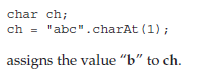 char ch;
ch = "abc".charAt(1);
assigns the value “b” to ch.